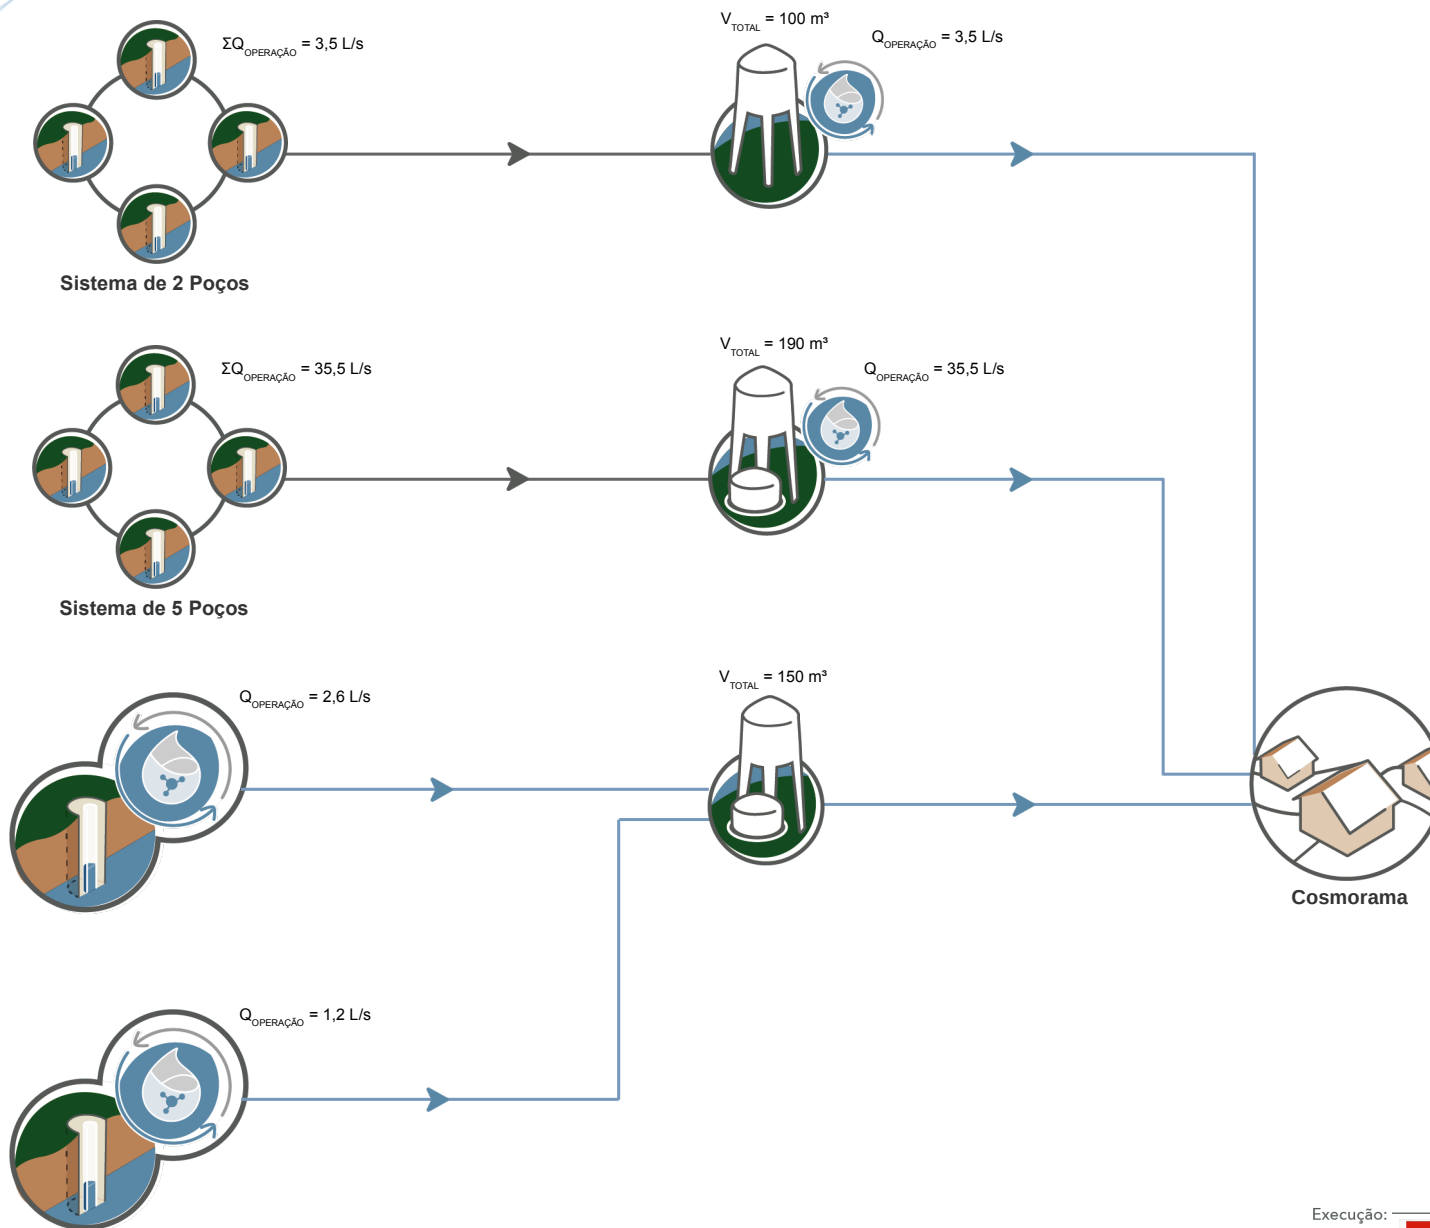 V_TOTAL = 100 m³
ΣQ_OPERAÇÃO = 3,5 L/s
Q_OPERAÇÃO = 3,5 L/s
Sistema de 2 Poços
V_TOTAL = 190 m³
ΣQ_OPERAÇÃO = 35,5 L/s
Q_OPERAÇÃO = 35,5 L/s
Sistema de 5 Poços
V_TOTAL = 150 m³
Q_OPERAÇÃO = 2,6 L/s
Cosmorama
Q_OPERAÇÃO = 1,2 L/s
Execução: